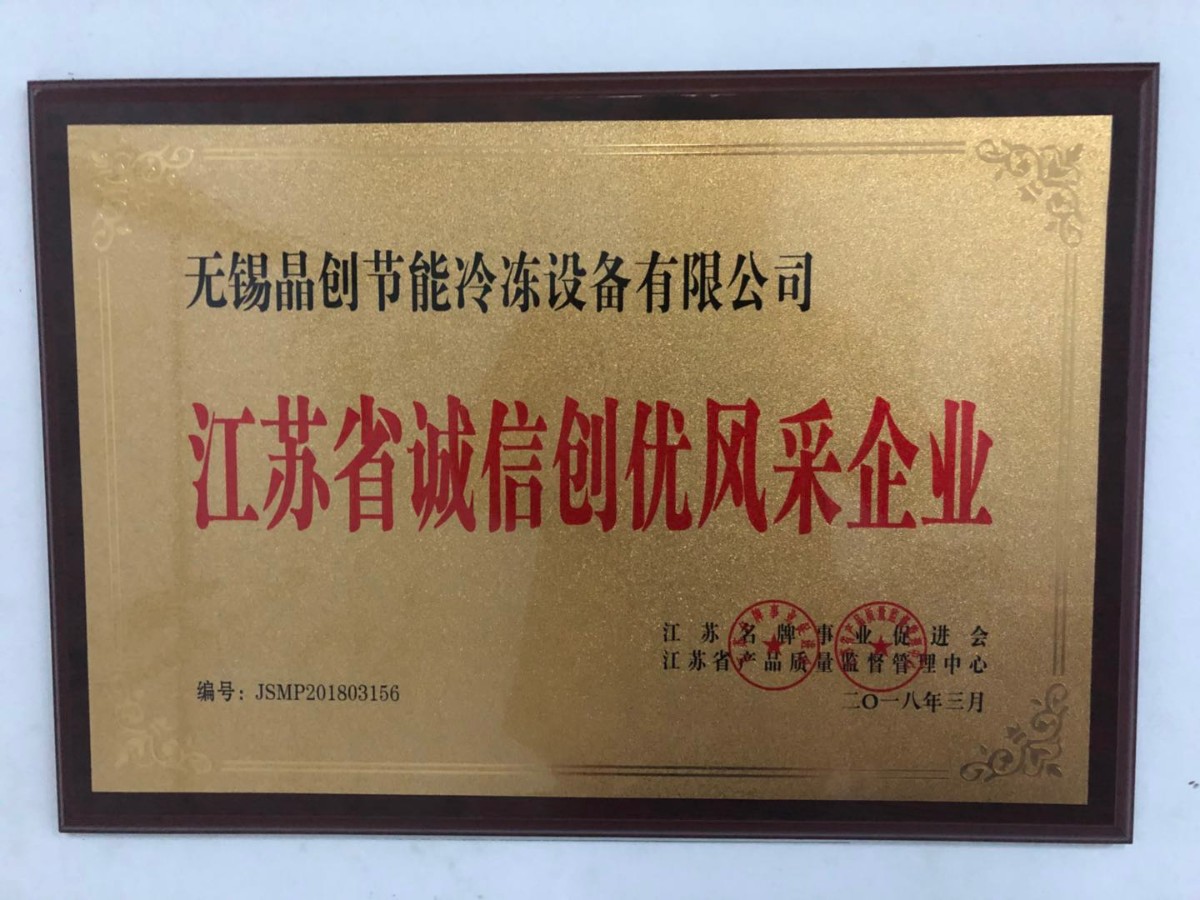 无锡晶创节能冷冻设备有限公司
江苏省诚信创优风采企业
江苏名牌事业促进会
江苏省产品质量监督管理中心
编号：JSMP201803156
二〇一八年三月